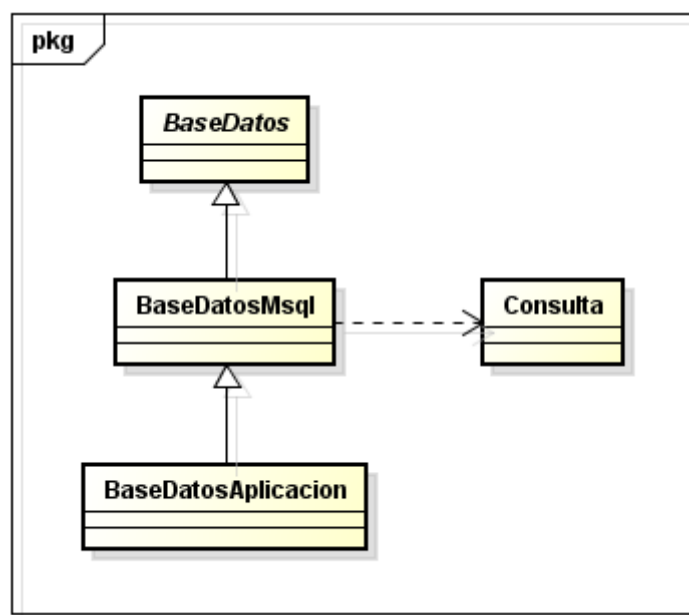 pkg
BaseDatos
BaseDatosMsql
Consulta
BaseDatosAplicacion